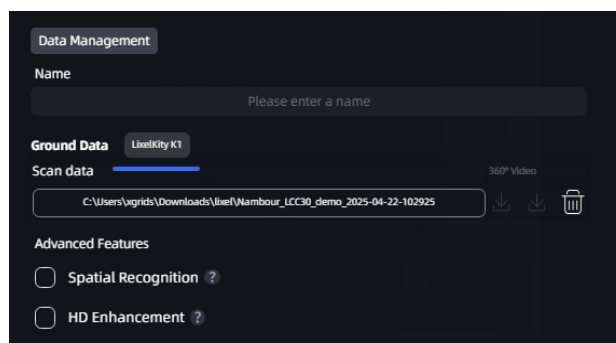 Data Management
Name
Please enter a name
Ground Data LixelKity K1
Scan data 360° Video
C:\Users\xgrids\Downloads\lixel\Nambour_LCC30_demo_2025-04-22-102925
Advanced Features
Spatial Recognition ?
HD Enhancement ?